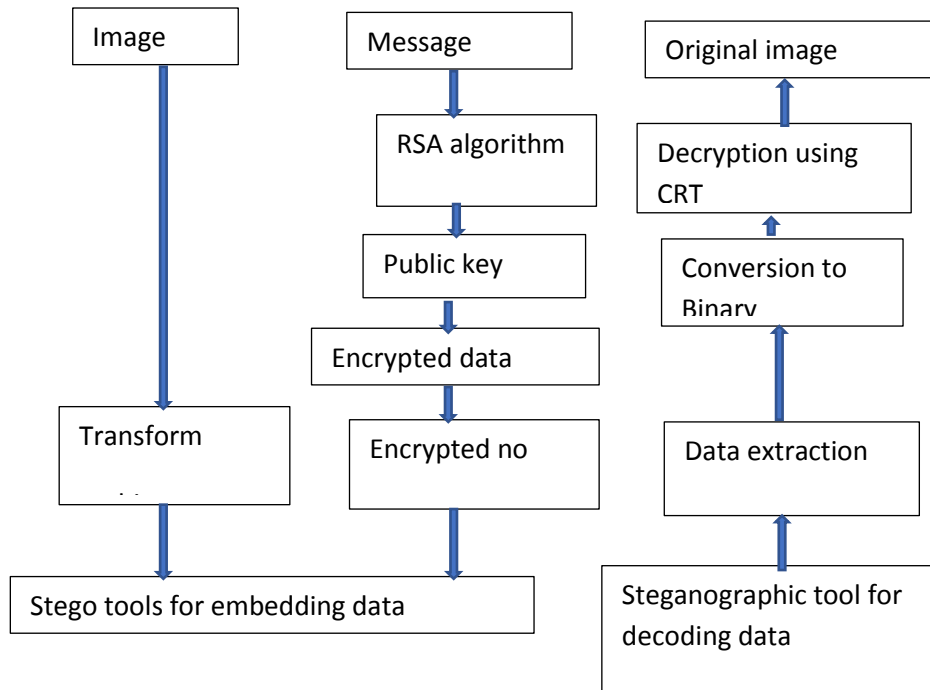 Image
Message
Original image
RSA algorithm
Decryption using
CRT
Public key
Conversion to
Binary
Encrypted data
Transform
Encrypted no
Data extraction
Stego tools for embedding data
Steganographic tool for
decoding data